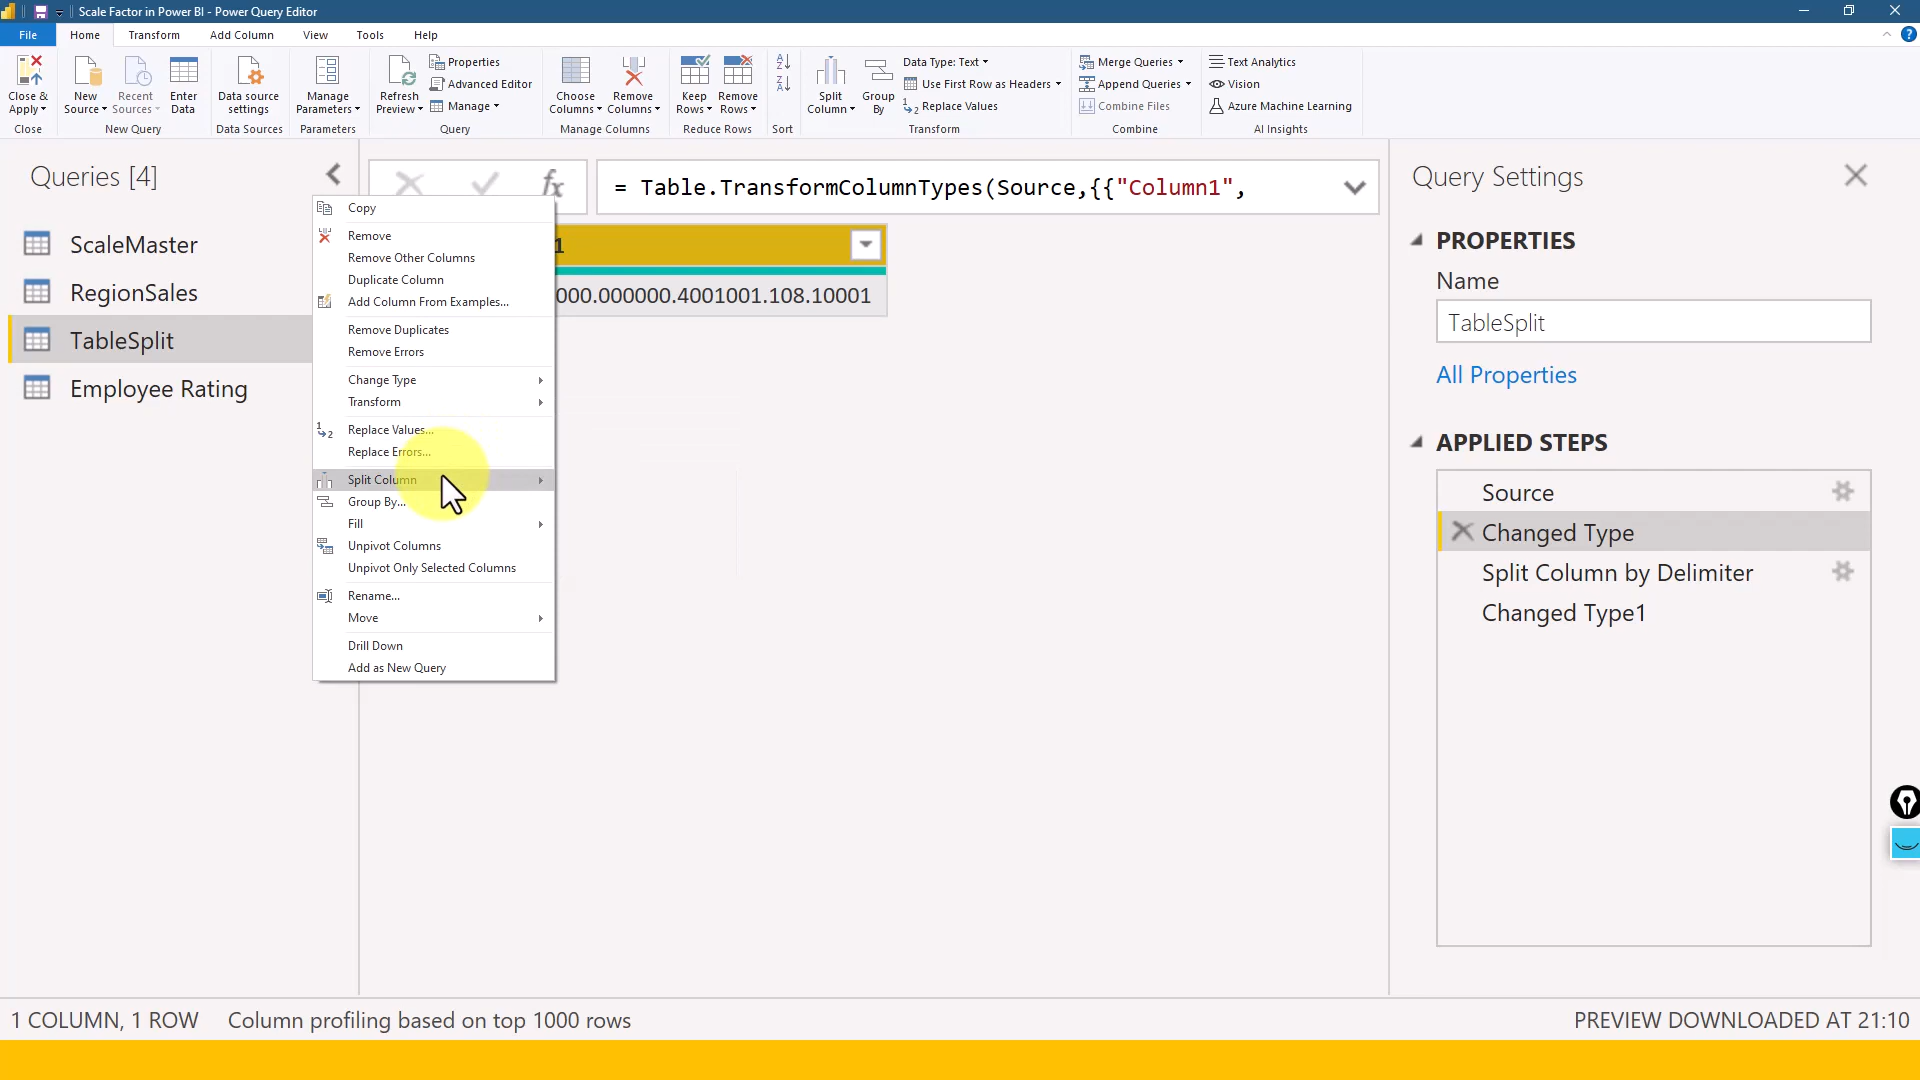 Scale Factor in Power BI - Power Query Editor
File Home Transform Add Column View Tools Help
Close & Apply
New Source
Recent Sources
Enter Data
Data source settings
Manage Parameters
Refresh Preview
Properties
Advanced Editor
Manage
Choose Columns
Remove Columns
Keep Rows
Remove Rows
Split Column
Group By
Data Type: Text
Use First Row as Headers
Replace Values
Merge Queries
Append Queries
Combine Files
Text Analytics
Vision
Azure Machine Learning
Close New Query Data Sources Parameters Query Manage Columns Reduce Rows Sort Transform Combine AI Insights
Queries [4]
ScaleMaster
RegionSales
TableSplit
Employee Rating
fx
= Table.TransformColumnTypes(Source,{{"Column1",
1
000.000000.4001001.108.10001
Copy
Remove
Remove Other Columns
Duplicate Column
Add Column From Examples...
Remove Duplicates
Remove Errors
Change Type
Transform
Replace Values...
Replace Errors...
Split Column
Group By...
Fill
Unpivot Columns
Unpivot Only Selected Columns
Rename...
Move
Drill Down
Add as New Query
Query Settings
PROPERTIES
Name
TableSplit
All Properties
APPLIED STEPS
Source
Changed Type
Split Column by Delimiter
Changed Type1
1 COLUMN, 1 ROW Column profiling based on top 1000 rows
PREVIEW DOWNLOADED AT 21:10